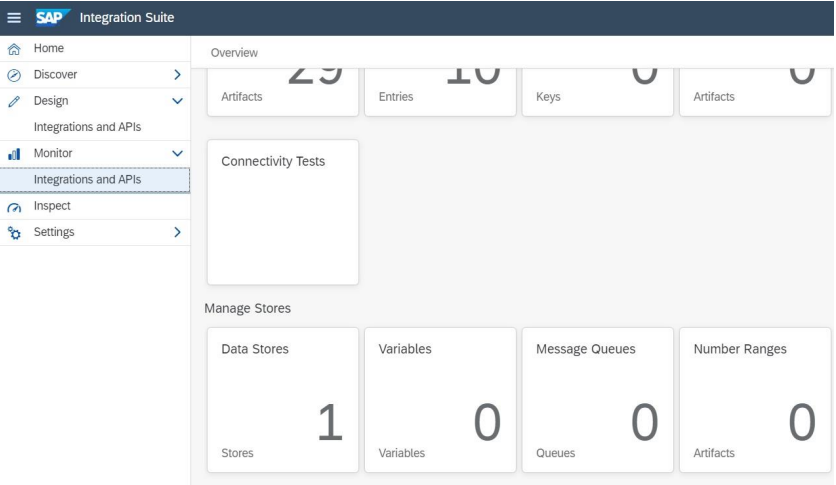 SAP Integration Suite
Home
Discover
Design
Integrations and APIs
Monitor
Integrations and APIs
Inspect
Settings
Overview
29 10 0 0
Artifacts Entries Keys Artifacts
Connectivity Tests
Manage Stores
Data Stores Variables Message Queues Number Ranges
1 0 0 0
Stores Variables Queues Artifacts